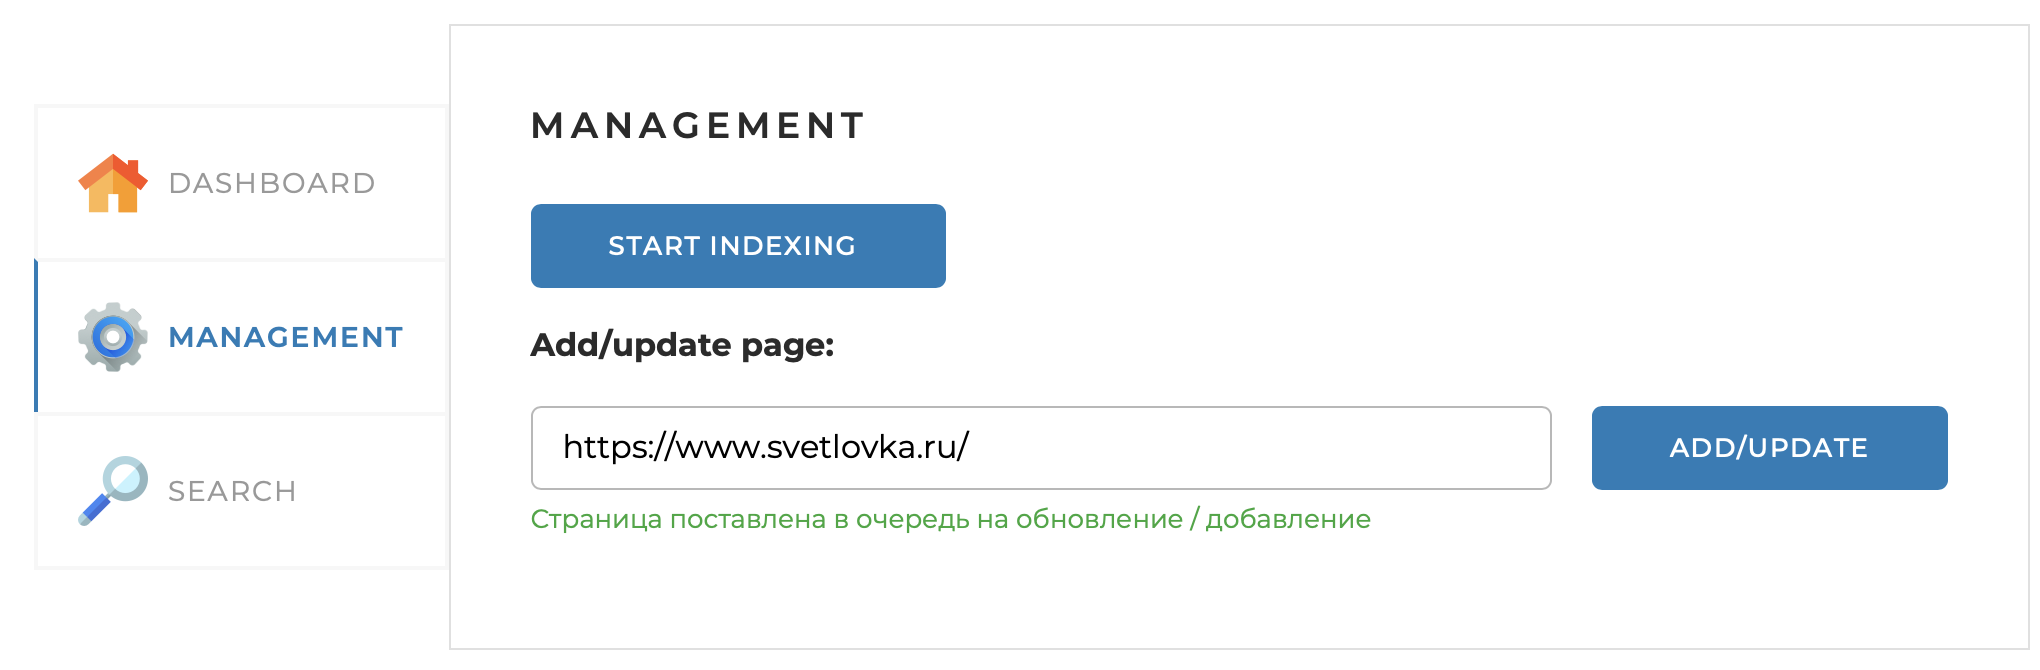 DASHBOARD
MANAGEMENT
SEARCH
MANAGEMENT
START INDEXING
Add/update page:
https://www.svetlovka.ru/
ADD/UPDATE
Страница поставлена в очередь на обновление / добавление